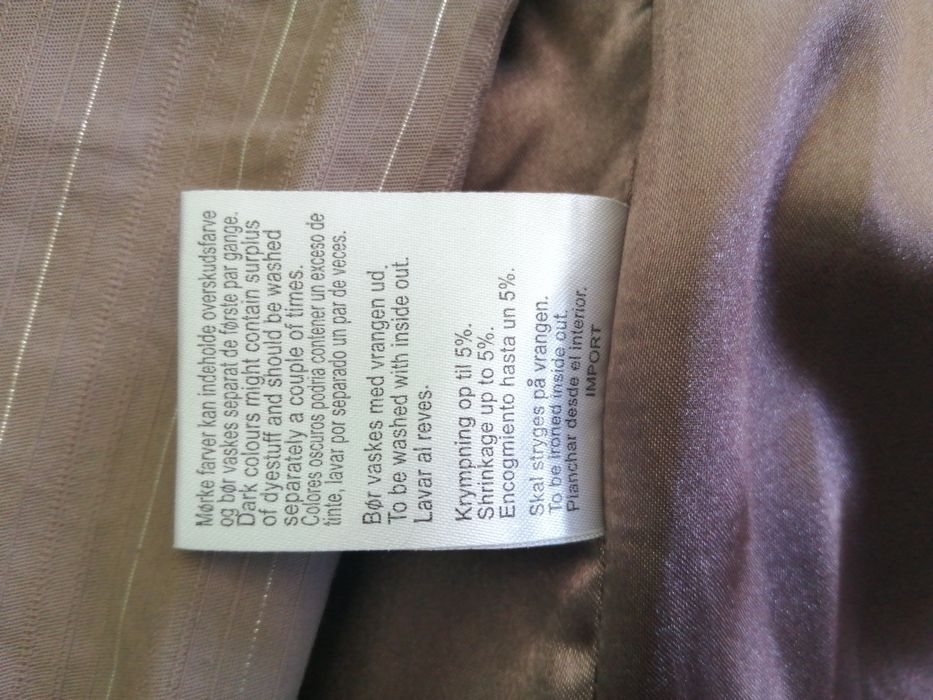 Mørke farver kan indeholde overskudsfarve
og bør vaskes separat de første par gange.
Dark colours might contain surplus
of dyestuff and should be washed
separately a couple of times.
Colores oscuros podria contener un exceso de
tinte, lavar por separado un par de veces.
Bør vaskes med vrangen ud.
To be washed with inside out.
Lavar al reves.
Krympning op til 5%.
Shrinkage up to 5%.
Encogmiento hasta un 5%.
Skal stryges på vrangen.
To be ironed inside out.
Planchar desde el interior.
IMPORT